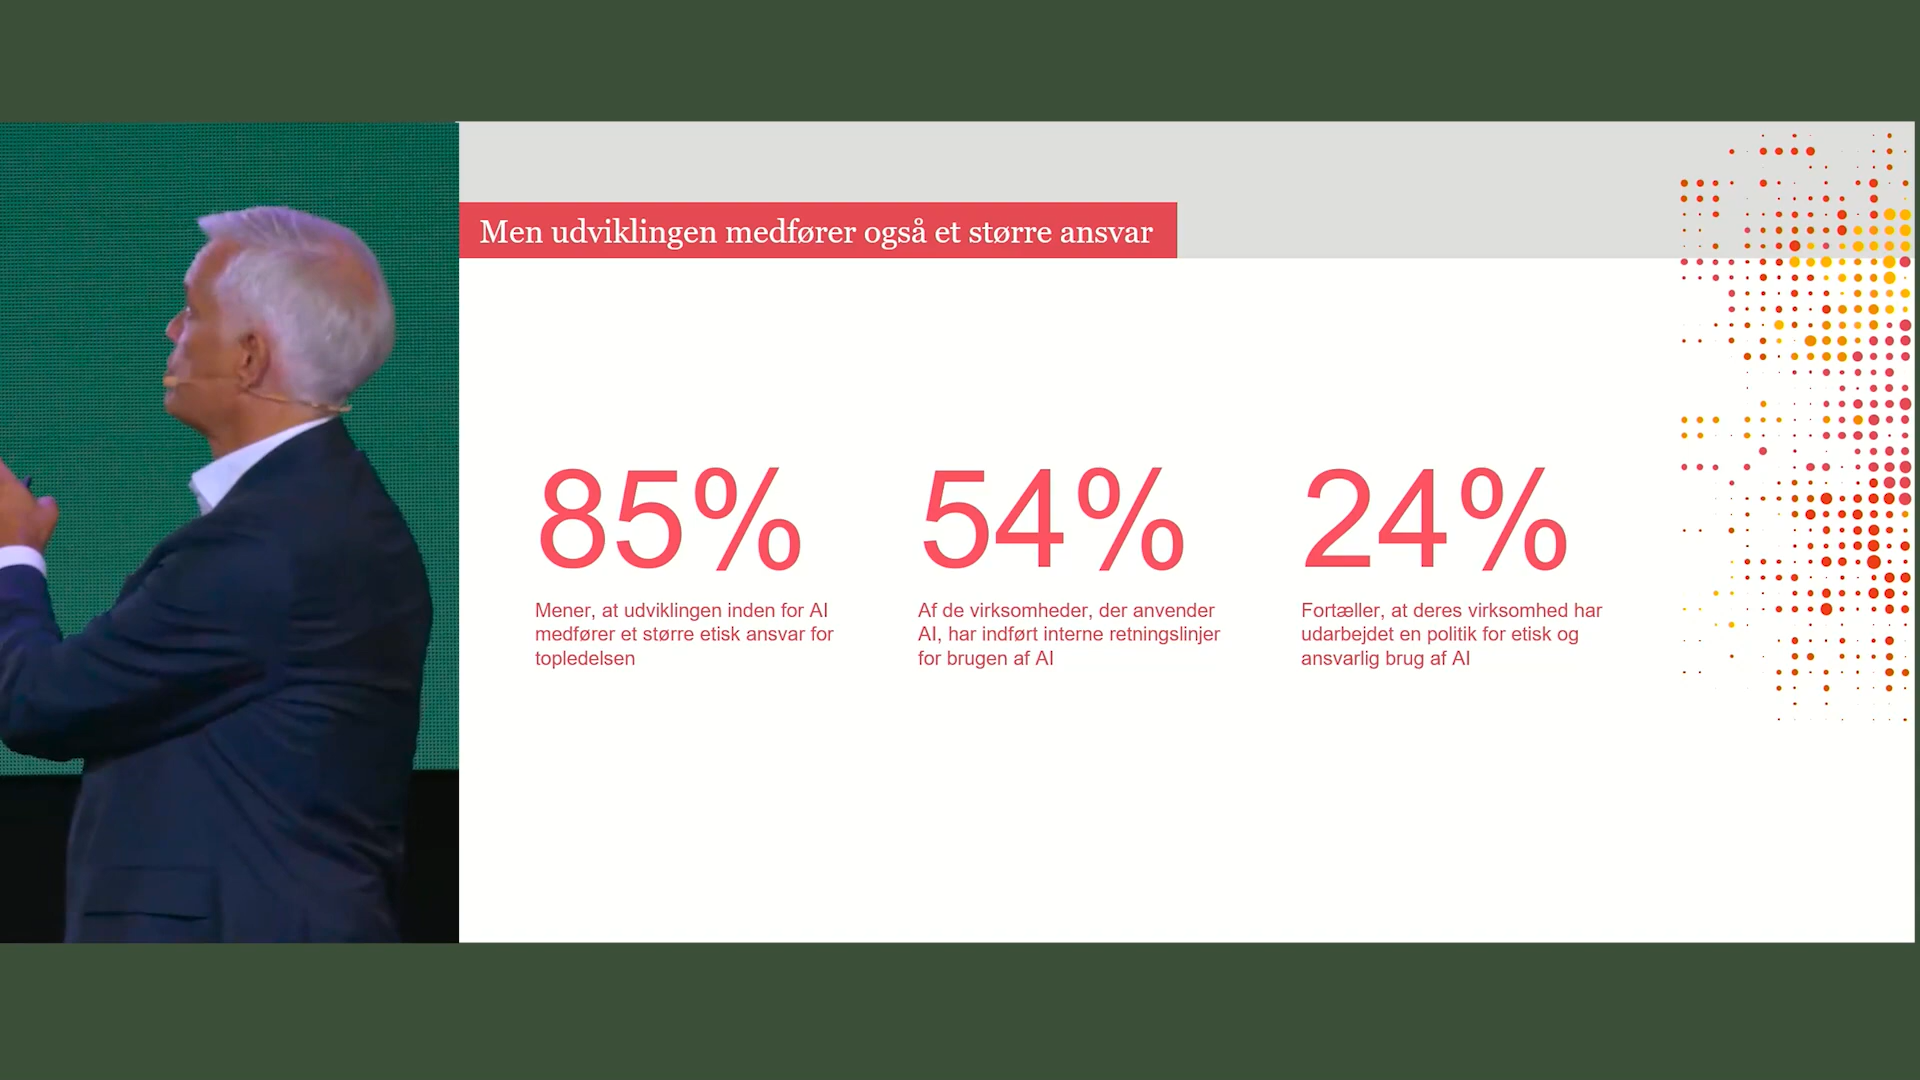 Men udviklingen medfører også et større ansvar
85%
Mener, at udviklingen inden for AI
medfører et større etisk ansvar for
topledelsen
54%
Af de virksomheder, der anvender
AI, har indført interne retningslinjer
for brugen af AI
24%
Fortæller, at deres virksomhed har
udarbejdet en politik for etisk og
ansvarlig brug af AI